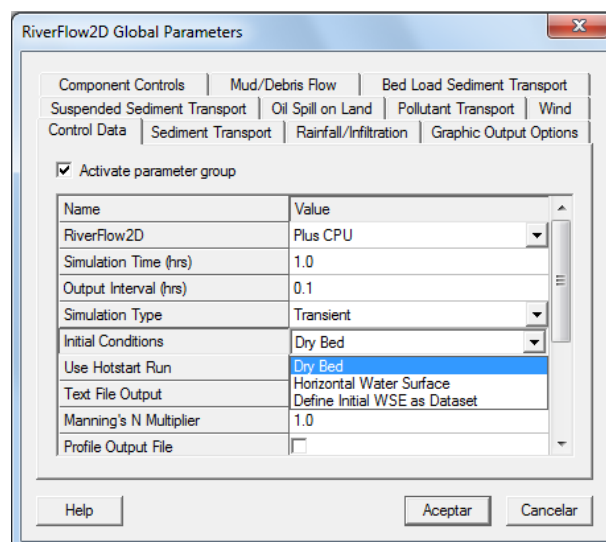 RiverFlow2D Global Parameters
Component Controls Mud/Debris Flow Bed Load Sediment Transport
Suspended Sediment Transport Oil Spill on Land Pollutant Transport Wind
Control Data Sediment Transport Rainfall/Infiltration Graphic Output Options
Activate parameter group
Name Value
RiverFlow2D Plus CPU
Simulation Time (hrs) 1.0
Output Interval (hrs) 0.1
Simulation Type Transient
Initial Conditions Dry Bed
Use Hotstart Run Dry Bed
Horizontal Water Surface
Text File Output Define Initial WSE as Dataset
Manning's N Multiplier 1.0
Profile Output File
Help Aceptar Cancelar